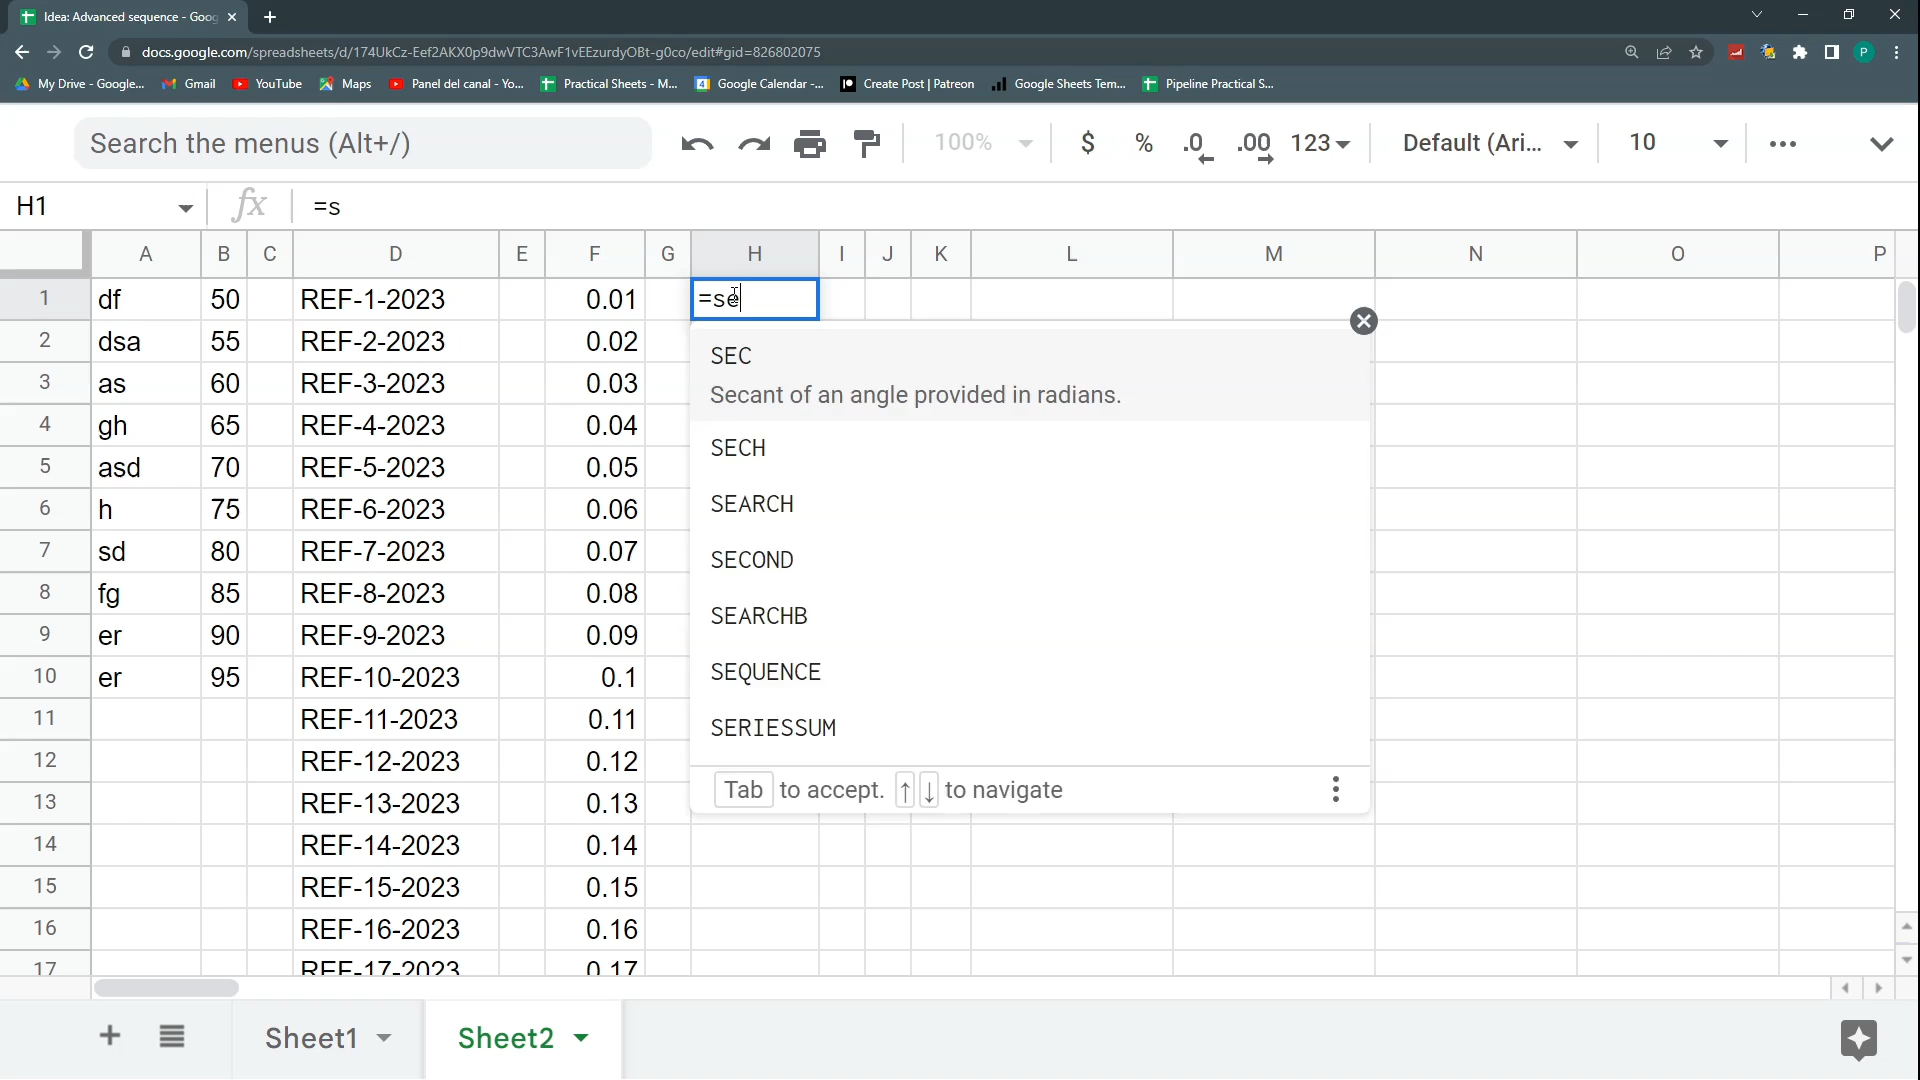 Idea: Advanced sequence - Goog
docs.google.com/spreadsheets/d/174UkCz-Eef2AKX0p9dwVTC3AwF1vEEzurdyOBt-g0co/edit#gid=826802075
P
My Drive - Google... Gmail YouTube Maps Panel del canal - Yo... Practical Sheets - M... Google Calendar -... Create Post | Patreon Google Sheets Tem... Pipeline Practical S...
Search the menus (Alt+/) 100% $ % .0 .00 123 Default (Ari... 10
H1 fx =s
A B C D E F G H I J K L M N O P
1 df 50 REF-1-2023 0.01 =se
2 dsa 55 REF-2-2023 0.02
SEC
3 as 60 REF-3-2023 0.03
Secant of an angle provided in radians.
4 gh 65 REF-4-2023 0.04
SECH
5 asd 70 REF-5-2023 0.05
SEARCH
6 h 75 REF-6-2023 0.06
7 sd 80 REF-7-2023 0.07
SECOND
8 fg 85 REF-8-2023 0.08
SEARCHB
9 er 90 REF-9-2023 0.09
SEQUENCE
10 er 95 REF-10-2023 0.1
11 REF-11-2023 0.11
SERIESSUM
12 REF-12-2023 0.12
Tab to accept. ↑ ↓ to navigate
13 REF-13-2023 0.13
14 REF-14-2023 0.14
15 REF-15-2023 0.15
16 REF-16-2023 0.16
17 REF-17-2023 0.17
Sheet1 Sheet2